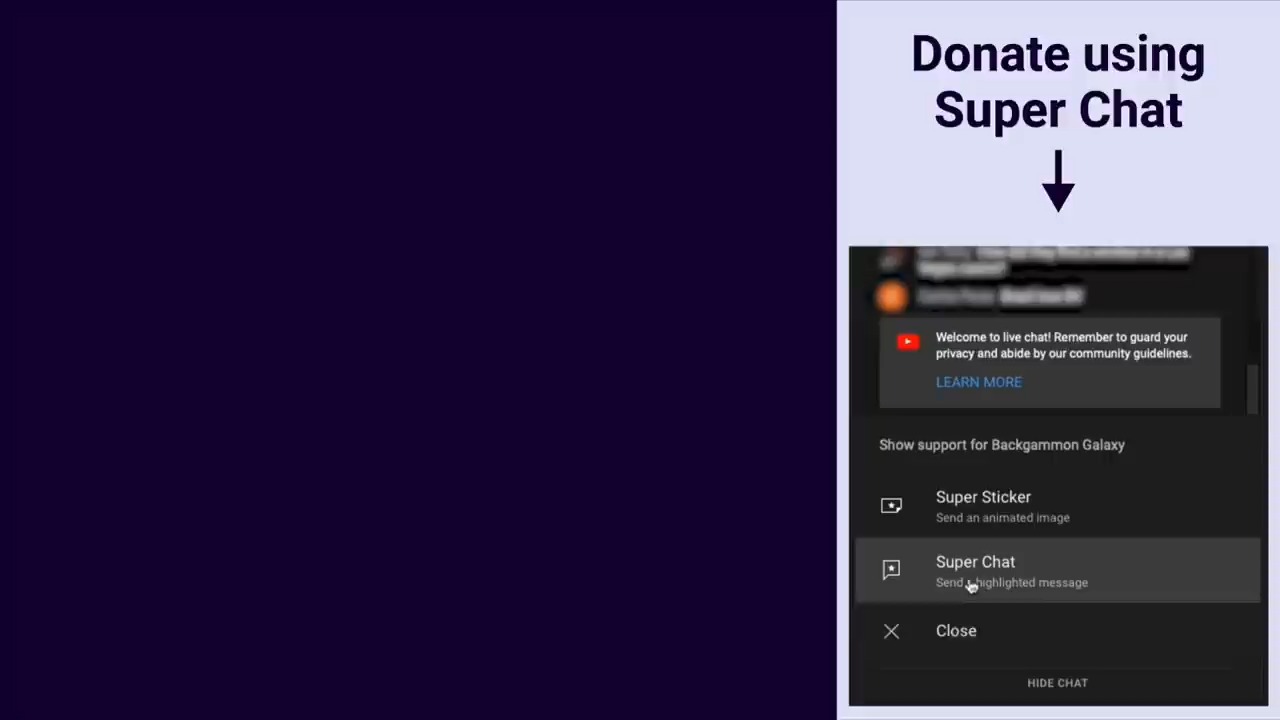 Donate using
Super Chat
Welcome to live chat! Remember to guard your
privacy and abide by our community guidelines.
LEARN MORE
Show support for Backgammon Galaxy
Super Sticker
Send an animated image
Super Chat
Send highlighted message
Close
HIDE CHAT